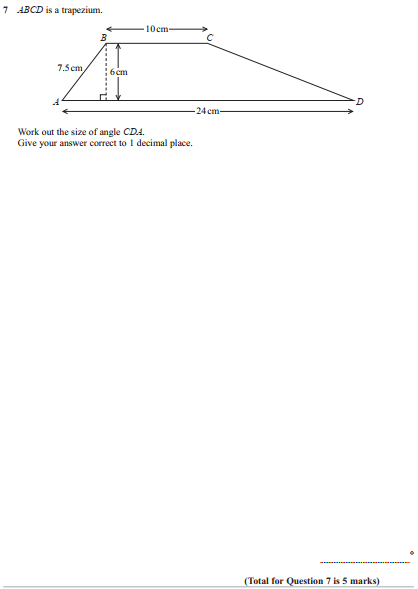 7 ABCD is a trapezium.
10 cm
B
C
7.5 cm
6 cm
A
D
24 cm
Work out the size of angle CDA.
Give your answer correct to 1 decimal place.
°
(Total for Question 7 is 5 marks)